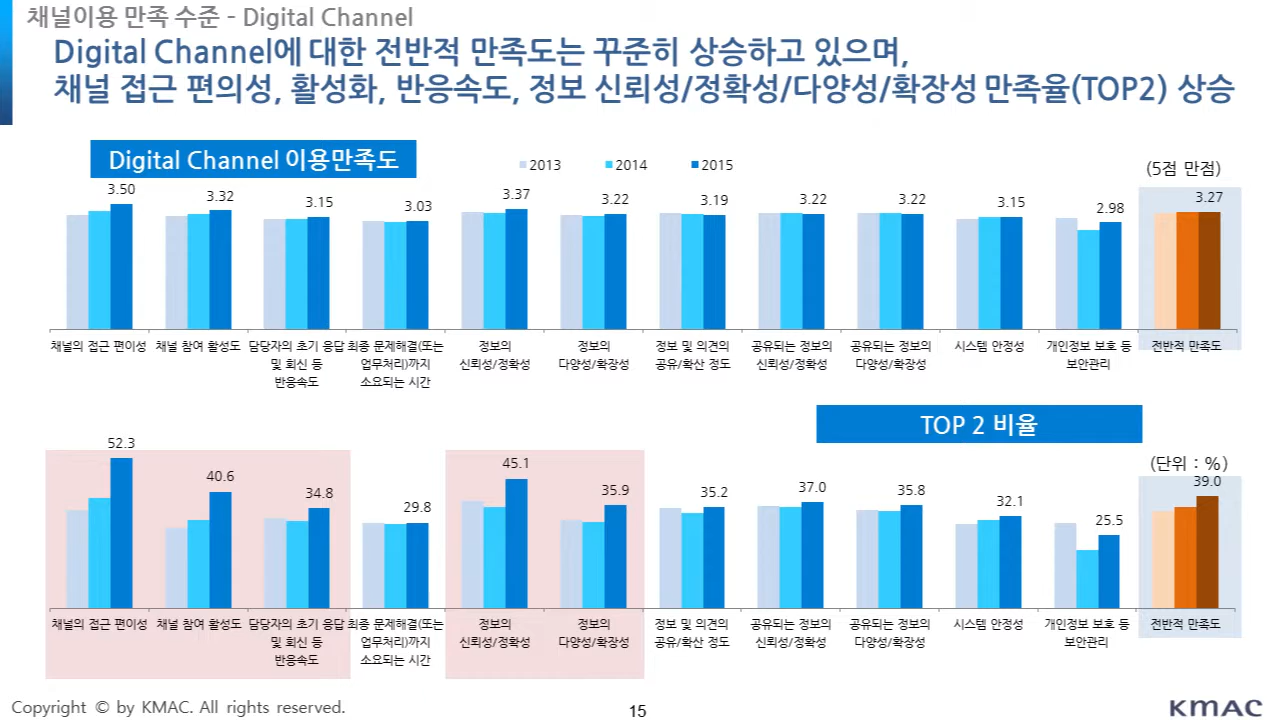 채널이용 만족 수준 - Digital Channel
Digital Channel에 대한 전반적 만족도는 꾸준히 상승하고 있으며,
채널 접근 편의성, 활성화, 반응속도, 정보 신뢰성/정확성/다양성/확장성 만족율(TOP2) 상승
Digital Channel 이용만족도
2013 2014 2015
(5점 만점)
3.50 3.32 3.15 3.03 3.37 3.22 3.19 3.22 3.22 3.15 2.98 3.27
채널의 접근 편이성 채널 참여 활성도 담당자의 초기 응답 최종 문제해결(또는 정보의 정보의 정보 및 의견의 공유되는 정보의 공유되는 정보의 시스템 안정성 개인정보 보호 등 전반적 만족도
및 회신 등 업무처리)까지 신뢰성/정확성 다양성/확장성 공유/확산 정도 신뢰성/정확성 다양성/확장성 보안관리
반응속도 소요되는 시간
TOP 2 비율
(단위 : %)
52.3 40.6 34.8 29.8 45.1 35.9 35.2 37.0 35.8 32.1 25.5 39.0
채널의 접근 편이성 채널 참여 활성도 담당자의 초기 응답 최종 문제해결(또는 정보의 정보의 정보 및 의견의 공유되는 정보의 공유되는 정보의 시스템 안정성 개인정보 보호 등 전반적 만족도
및 회신 등 업무처리)까지 신뢰성/정확성 다양성/확장성 공유/확산 정도 신뢰성/정확성 다양성/확장성 보안관리
반응속도 소요되는 시간
Copyright © by KMAC. All rights reserved.
15
KMAC